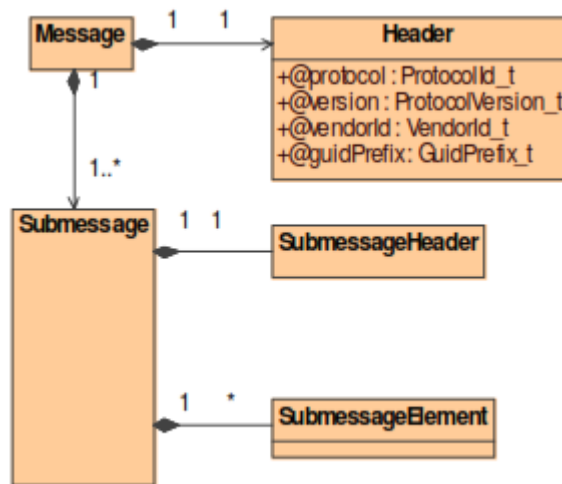 Message
1 1
Header
+@protocol : ProtocolId_t
+@version : ProtocolVersion_t
+@vendorId : VendorId_t
+@guidPrefix: GuidPrefix_t
1
1..*
Submessage
1 1
SubmessageHeader
1 *
SubmessageElement